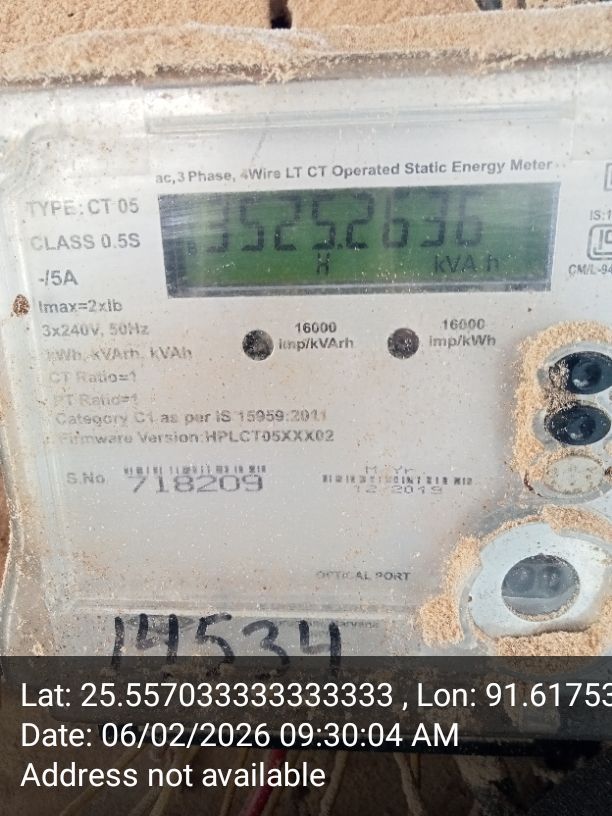 ac,3 Phase, 4Wire LT CT Operated Static Energy Meter
TYPE: CT 05
CLASS 0.5S
-/5A
Imax=2xIb
3x240V, 50Hz
kWh, kVArh, kVAh
CT Ratio=1
PT Ratio=1
Category C1 as per IS 15959:2011
Firmware Version:HPLCT05XXX02
3525.2636
kVA h
16000
imp/kVArh
16000
imp/kWh
IS:
CM/L-94
S.No.
718209
M Yr
12 2019
OPTICAL PORT
14534
Lat: 25.557033333333333 , Lon: 91.61753
Date: 06/02/2026 09:30:04 AM
Address not available